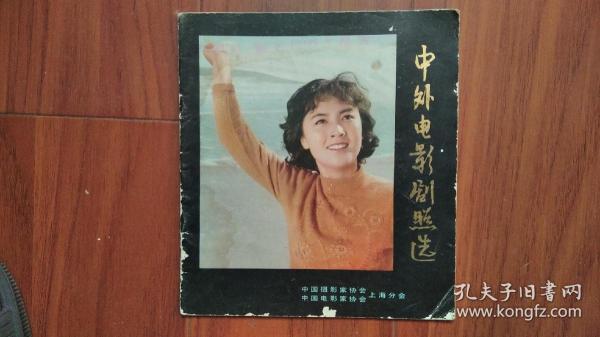 中外电影剧照选
中国摄影家协会
中国电影家协会 上海分会
孔夫子旧书网
www.kongfz.com